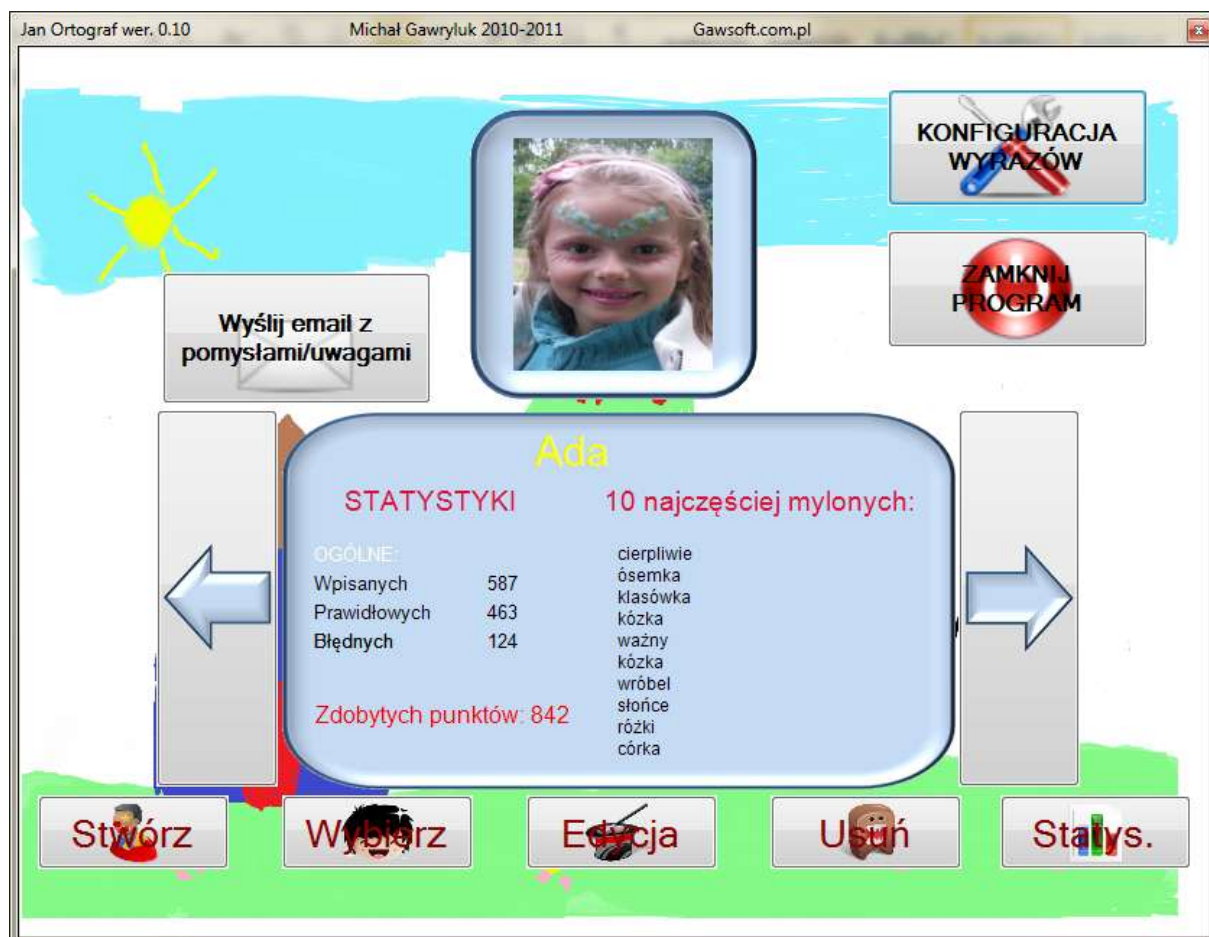 Jan Ortograf wer. 0.10 Michał Gawryluk 2010-2011 Gawsoft.com.pl
KONFIGURACJA
WYRAZÓW
ZAMKNIJ
PROGRAM
Wyślij email z
pomysłami/uwagami
Ada
STATYSTYKI
OGÓLNE:
Wpisanych 587
Prawidłowych 463
Błędnych 124
Zdobytych punktów: 842
10 najczęściej mylonych:
cierpliwie
ósemka
klasówka
kózka
ważny
kózka
wróbel
słońce
różki
córka
Stwórz
Wybierz
Edycja
Usuń
Statys.